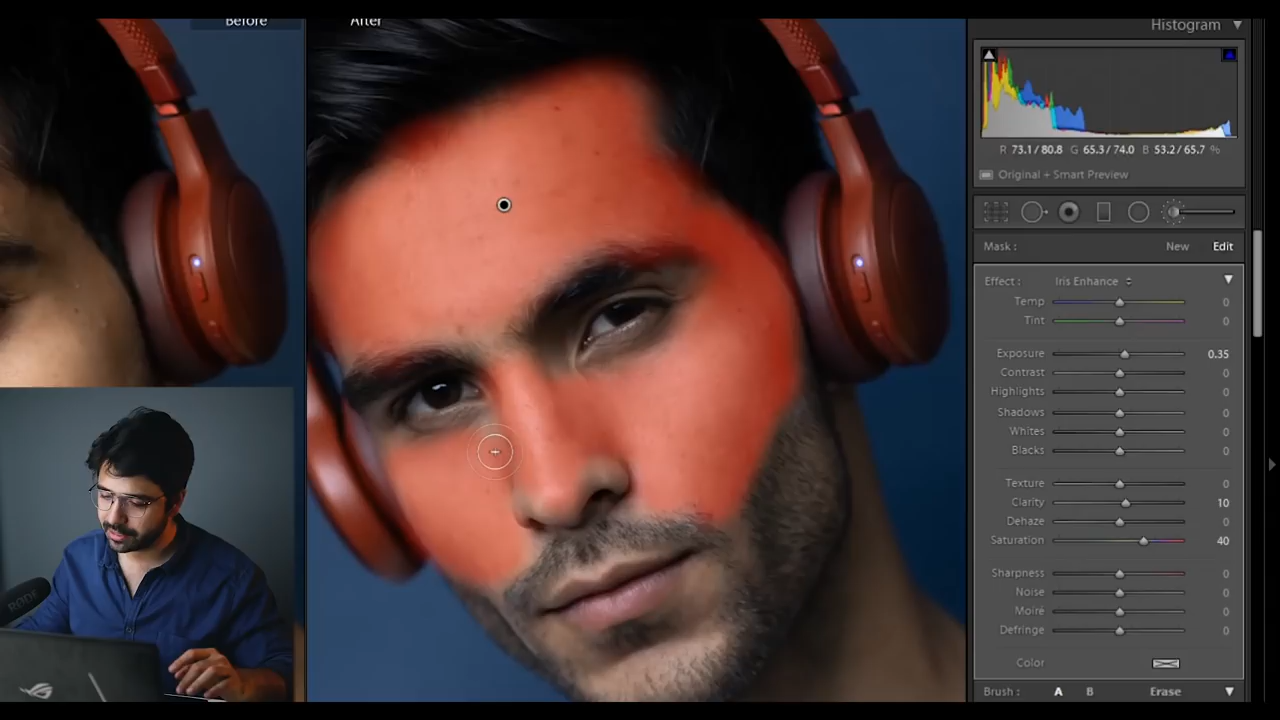 Before
After
Histogram
R 73.1 / 80.8 G 65.3 / 74.0 B 53.2 / 65.7 %
Original + Smart Preview
Mask : New Edit
Effect : Iris Enhance
Temp 0
Tint 0
Exposure 0.35
Contrast 0
Highlights 0
Shadows 0
Whites 0
Blacks 0
Texture 0
Clarity 10
Dehaze 0
Saturation 40
Sharpness 0
Noise 0
Moiré 0
Defringe 0
Color
Brush : A B Erase
RØDE